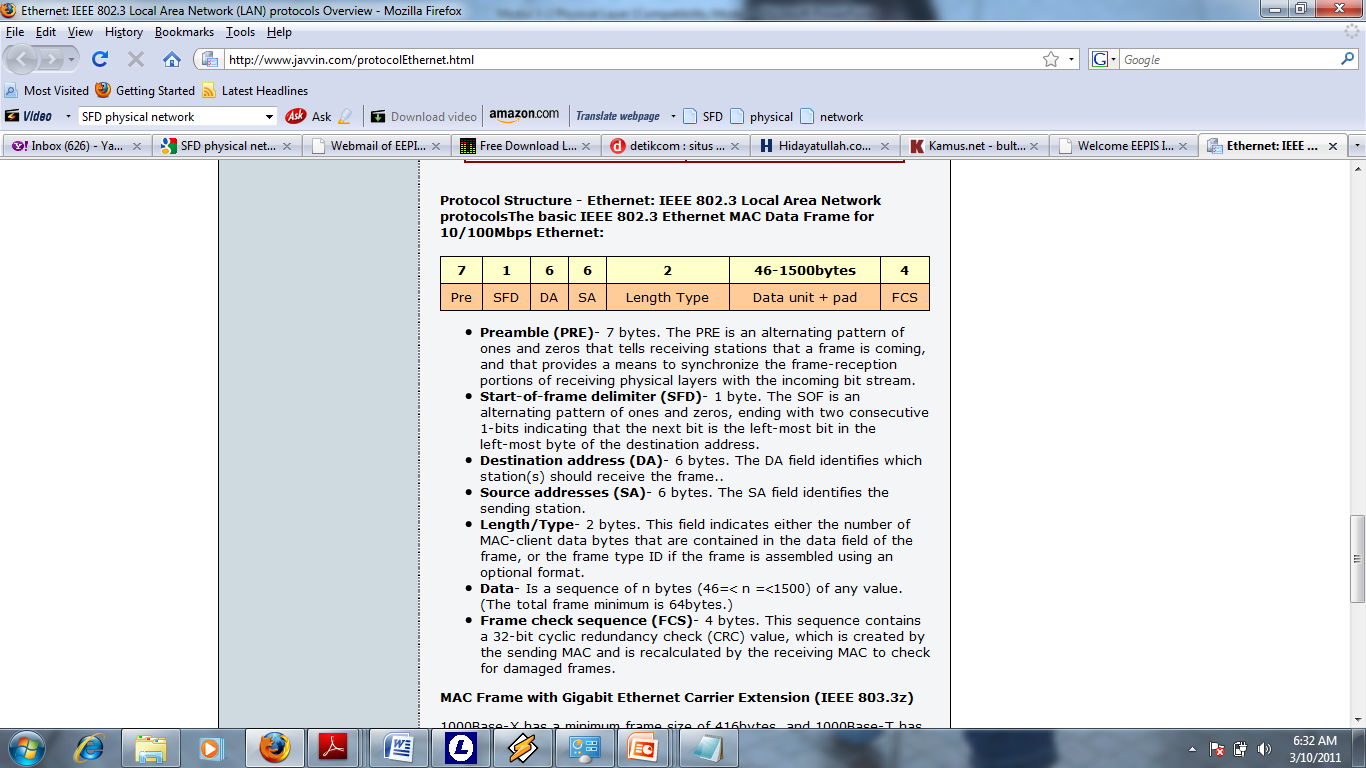 Ethernet: IEEE 802.3 Local Area Network (LAN) protocols Overview - Mozilla Firefox
File Edit View History Bookmarks Tools Help
http://www.javvin.com/protocolEthernet.html
G Google
Most Visited Getting Started Latest Headlines
Video SFD physical network Ask Ask Download video amazon.com Translate webpage SFD physical network
Y! Inbox (626) - Ya... SFD physical net... Webmail of EEPI... Free Download L... d detikcom : situs ... H Hidayatullah.co... K Kamus.net - bult... Welcome EEPIS I... Ethernet: IEEE ...
Protocol Structure - Ethernet: IEEE 802.3 Local Area Network
protocolsThe basic IEEE 802.3 Ethernet MAC Data Frame for
10/100Mbps Ethernet:
7 1 6 6 2 46-1500bytes 4
Pre SFD DA SA Length Type Data unit + pad FCS
• Preamble (PRE)- 7 bytes. The PRE is an alternating pattern of
ones and zeros that tells receiving stations that a frame is coming,
and that provides a means to synchronize the frame-reception
portions of receiving physical layers with the incoming bit stream.
• Start-of-frame delimiter (SFD)- 1 byte. The SOF is an
alternating pattern of ones and zeros, ending with two consecutive
1-bits indicating that the next bit is the left-most bit in the
left-most byte of the destination address.
• Destination address (DA)- 6 bytes. The DA field identifies which
station(s) should receive the frame..
• Source addresses (SA)- 6 bytes. The SA field identifies the
sending station.
• Length/Type- 2 bytes. This field indicates either the number of
MAC-client data bytes that are contained in the data field of the
frame, or the frame type ID if the frame is assembled using an
optional format.
• Data- Is a sequence of n bytes (46=< n =<1500) of any value.
(The total frame minimum is 64bytes.)
• Frame check sequence (FCS)- 4 bytes. This sequence contains
a 32-bit cyclic redundancy check (CRC) value, which is created by
the sending MAC and is recalculated by the receiving MAC to check
for damaged frames.
MAC Frame with Gigabit Ethernet Carrier Extension (IEEE 803.3z)
1000Base-X has a minimum frame size of 416bytes, and 1000Base-T has
6:32 AM
3/10/2011